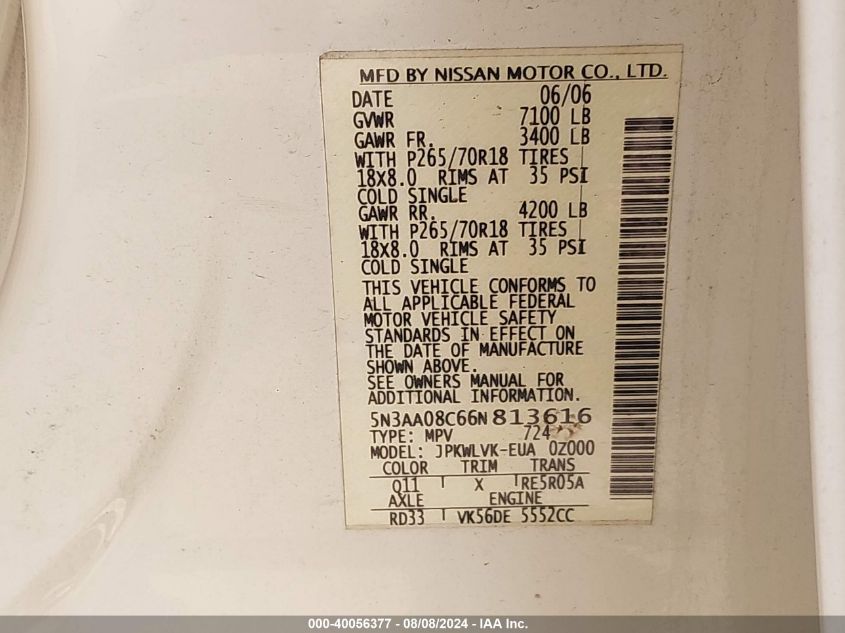 MFD BY NISSAN MOTOR CO., LTD.
DATE 06/06
GVWR 7100 LB
GAWR FR. 3400 LB
WITH P265/70R18 TIRES
18X8.0 RIMS AT 35 PSI
COLD SINGLE
GAWR RR. 4200 LB
WITH P265/70R18 TIRES
18X8.0 RIMS AT 35 PSI
COLD SINGLE
THIS VEHICLE CONFORMS TO
ALL APPLICABLE FEDERAL
MOTOR VEHICLE SAFETY
STANDARDS IN EFFECT ON
THE DATE OF MANUFACTURE
SHOWN ABOVE.
SEE OWNERS MANUAL FOR
ADDITIONAL INFORMATION.
5N3AA08C66N813616
TYPE: MPV 724
MODEL: JPKWLVK-EUA 0Z000
COLOR TRIM TRANS
Q11 X RE5R05A
AXLE ENGINE
RD33 VK56DE 5552CC
000-40056377 - 08/08/2024 - IAA Inc.